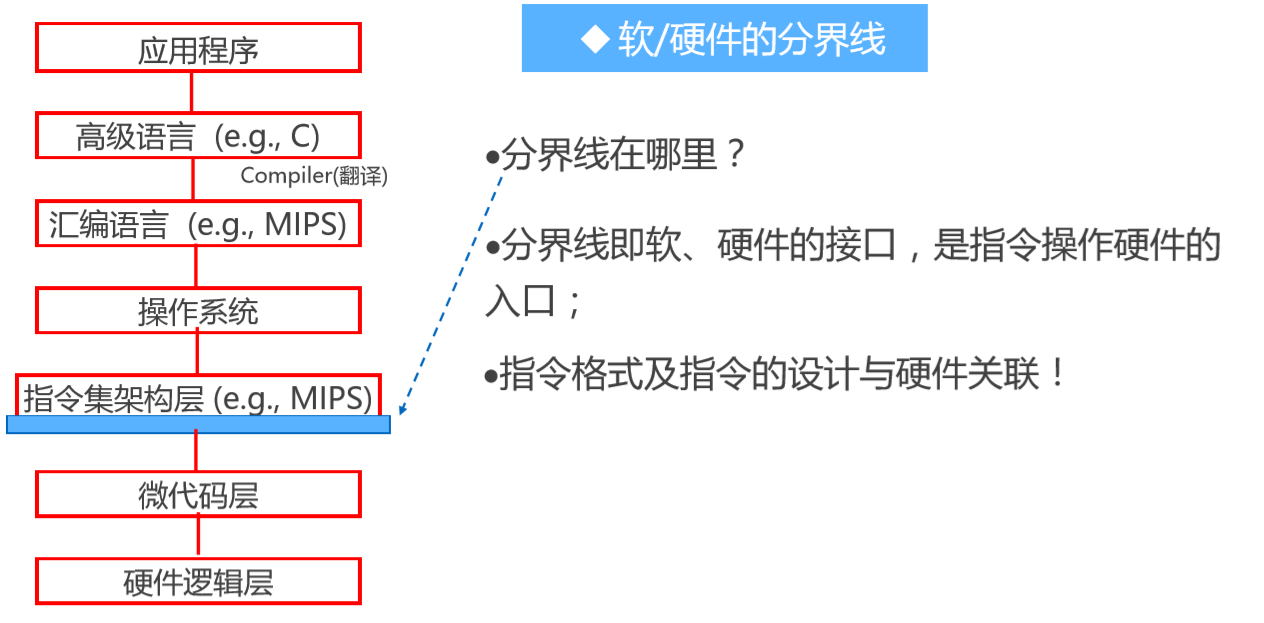 应用程序
高级语言 (e.g., C)
Compiler(翻译)
汇编语言 (e.g., MIPS)
操作系统
指令集架构层 (e.g., MIPS)
微代码层
硬件逻辑层
◆ 软/硬件的分界线
•分界线在哪里？
•分界线即软、硬件的接口，是指令操作硬件的
入口；
•指令格式及指令的设计与硬件关联！